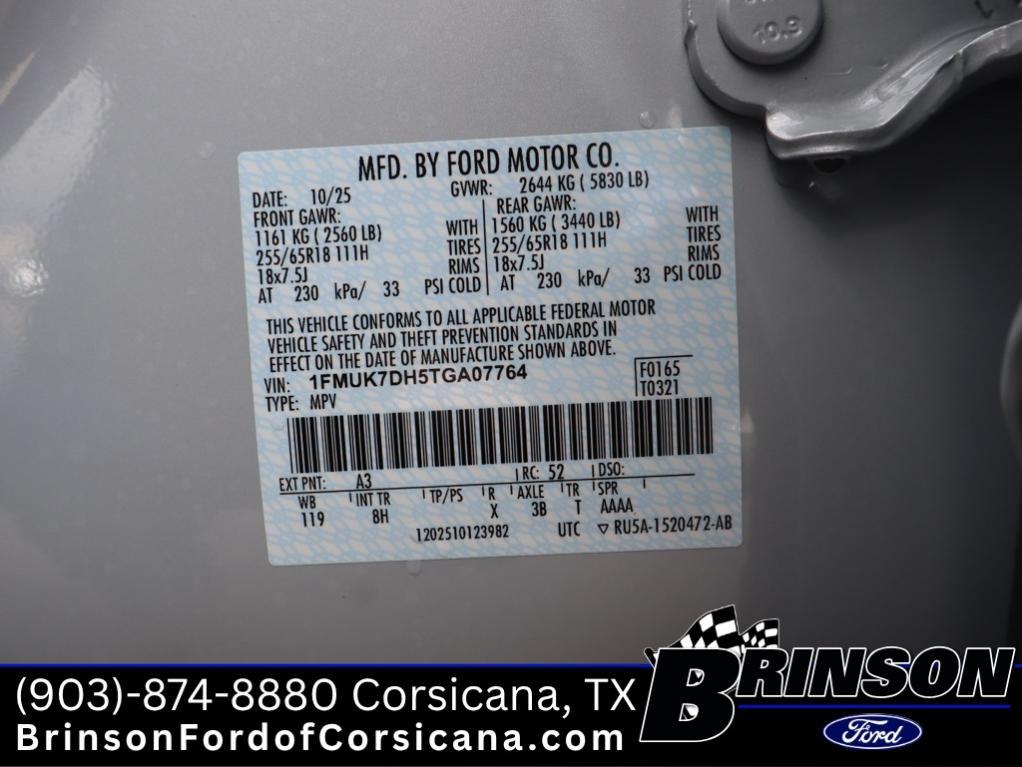 10.9
MFD. BY FORD MOTOR CO.
DATE: 10/25 GVWR: 2644 KG ( 5830 LB)
FRONT GAWR: REAR GAWR:
1161 KG ( 2560 LB) WITH 1560 KG ( 3440 LB) WITH
255/65R18 111H TIRES 255/65R18 111H TIRES
18x7.5J RIMS 18x7.5J RIMS
AT 230 kPa/ 33 PSI COLD AT 230 kPa/ 33 PSI COLD
THIS VEHICLE CONFORMS TO ALL APPLICABLE FEDERAL MOTOR
VEHICLE SAFETY AND THEFT PREVENTION STANDARDS IN
EFFECT ON THE DATE OF MANUFACTURE SHOWN ABOVE.
VIN: 1FMUK7DH5TGA07764 F0165
TYPE: MPV T0321
EXT PNT: A3 RC: 52 DSO:
WB INT TR TP/PS R AXLE TR SPR
119 8H X 3B T AAAA
1202510123982 UTC ▽ RU5A-1520472-AB
(903)-874-8880 Corsicana, TX
BrinsonFordofCorsicana.com
BRINSON
Ford